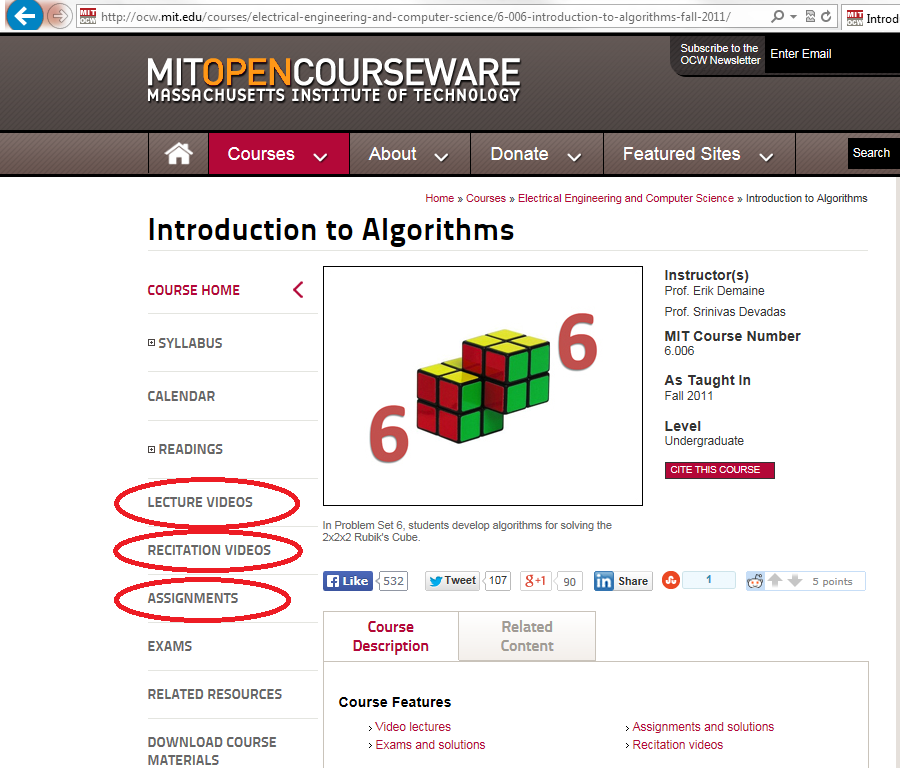 http://ocw.mit.edu/courses/electrical-engineering-and-computer-science/6-006-introduction-to-algorithms-fall-2011/
MIT OCW
Introd
MITOPENCOURSEWARE
MASSACHUSETTS INSTITUTE OF TECHNOLOGY
Subscribe to the
OCW Newsletter
Enter Email
Courses
About
Donate
Featured Sites
Search
Home » Courses » Electrical Engineering and Computer Science » Introduction to Algorithms
Introduction to Algorithms
COURSE HOME
SYLLABUS
CALENDAR
READINGS
LECTURE VIDEOS
RECITATION VIDEOS
ASSIGNMENTS
EXAMS
RELATED RESOURCES
DOWNLOAD COURSE
MATERIALS
6
6
In Problem Set 6, students develop algorithms for solving the
2x2x2 Rubik's Cube.
Instructor(s)
Prof. Erik Demaine
Prof. Srinivas Devadas
MIT Course Number
6.006
As Taught In
Fall 2011
Level
Undergraduate
CITE THIS COURSE
Like 532
Tweet 107
g+1 90
in Share
1
5 points
Course
Description
Related
Content
Course Features
› Video lectures
› Assignments and solutions
› Exams and solutions
› Recitation videos